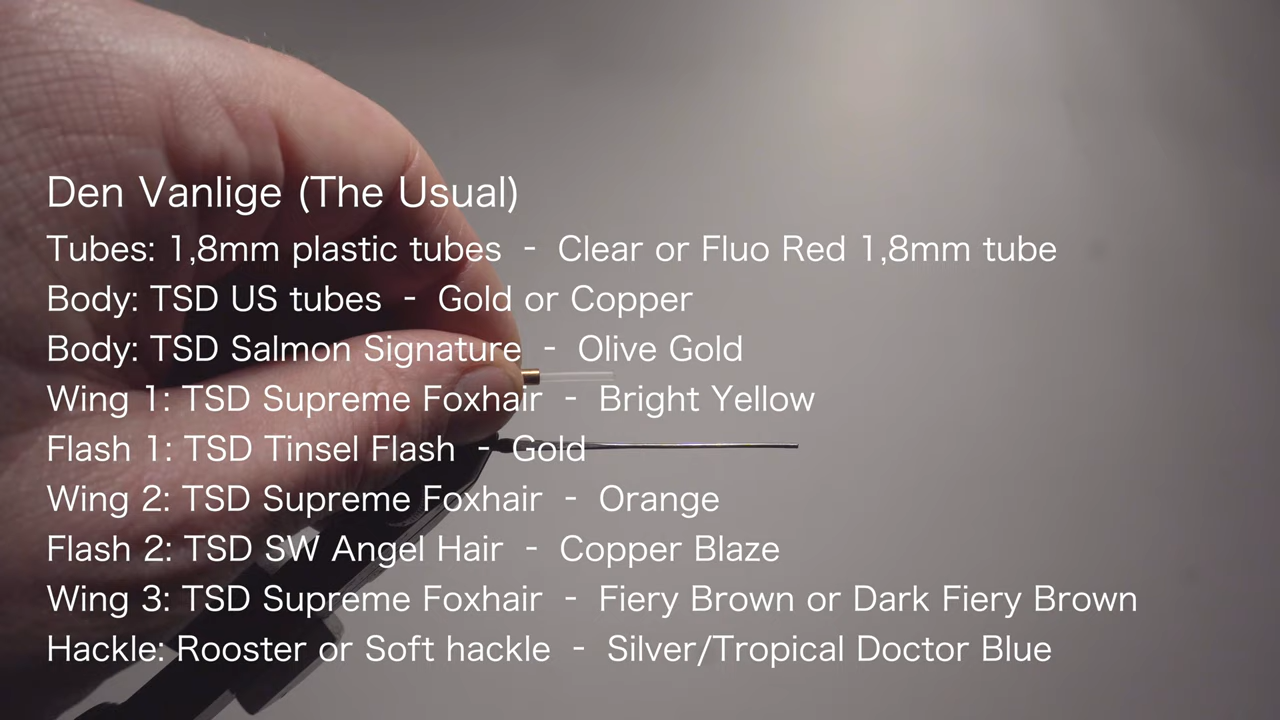 Den Vanlige (The Usual)
Tubes: 1,8mm plastic tubes - Clear or Fluo Red 1,8mm tube
Body: TSD US tubes - Gold or Copper
Body: TSD Salmon Signature - Olive Gold
Wing 1: TSD Supreme Foxhair - Bright Yellow
Flash 1: TSD Tinsel Flash - Gold
Wing 2: TSD Supreme Foxhair - Orange
Flash 2: TSD SW Angel Hair - Copper Blaze
Wing 3: TSD Supreme Foxhair - Fiery Brown or Dark Fiery Brown
Hackle: Rooster or Soft hackle - Silver/Tropical Doctor Blue